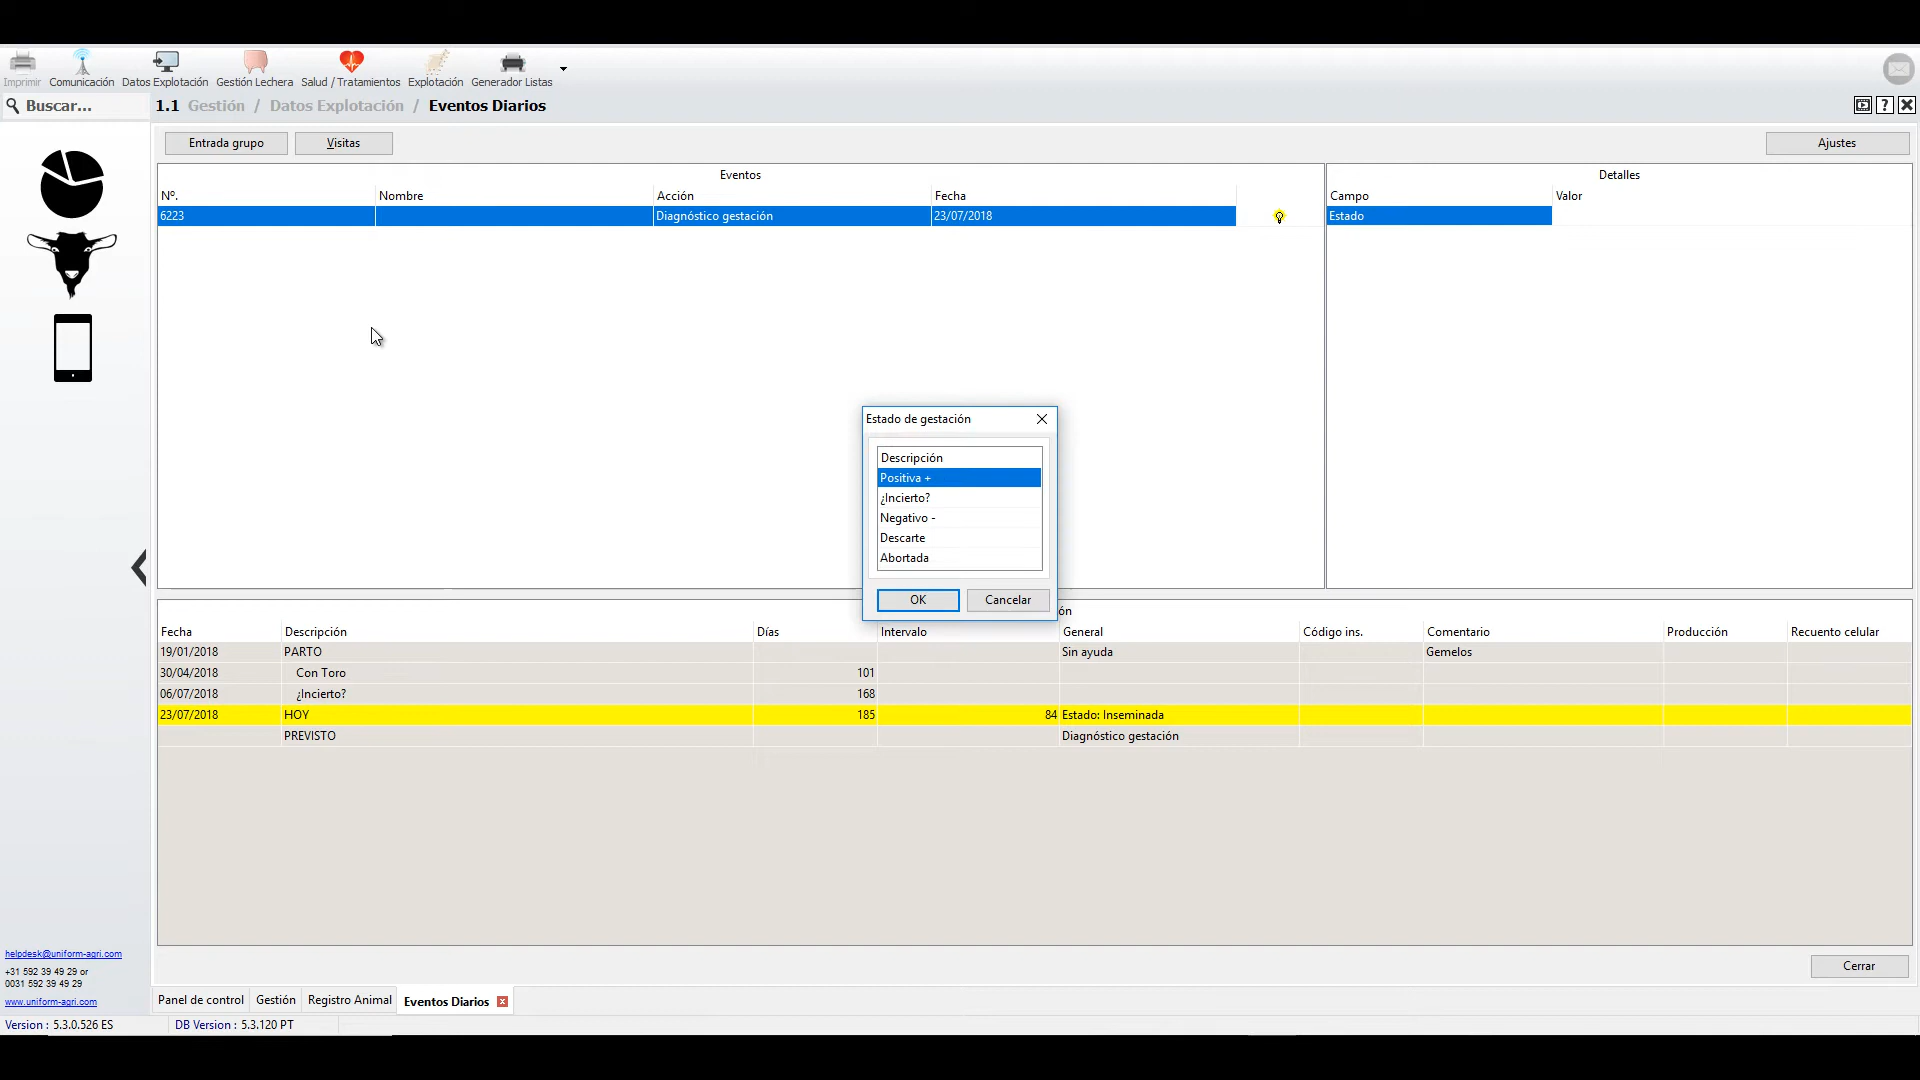 Imprimir Comunicación Datos Explotación Gestión Lechera Salud / Tratamientos Explotación Generador Listas
Buscar... 1.1 Gestión / Datos Explotación / Eventos Diarios
Entrada grupo Visitas Ajustes
Eventos Detalles
Nº. Nombre Acción Fecha Campo Valor
6223 Diagnóstico gestación 23/07/2018 Estado
Estado de gestación
Descripción
Positiva +
¿Incierto?
Negativo -
Descarte
Abortada
OK Cancelar
ón
Fecha Descripción Días Intervalo General Código ins. Comentario Producción Recuento celular
19/01/2018 PARTO Sin ayuda Gemelos
30/04/2018 Con Toro 101
06/07/2018 ¿Incierto? 168
23/07/2018 HOY 185 84 Estado: Inseminada
PREVISTO Diagnóstico gestación
helpdesk@uniform-agri.com
+31 592 39 49 29 or
0031 592 39 49 29
www.uniform-agri.com
Cerrar
Panel de control Gestión Registro Animal Eventos Diarios
Version : 5.3.0.526 ES DB Version : 5.3.120 PT